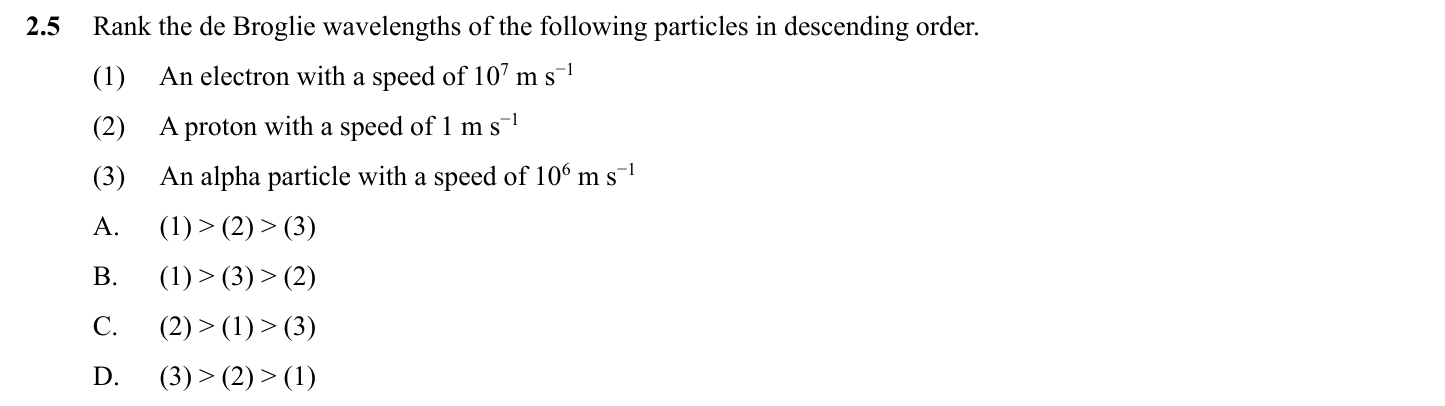 2.5 Rank the de Broglie wavelengths of the following particles in descending order.
(1) An electron with a speed of 10⁷ m s⁻¹
(2) A proton with a speed of 1 m s⁻¹
(3) An alpha particle with a speed of 10⁶ m s⁻¹
A. (1) > (2) > (3)
B. (1) > (3) > (2)
C. (2) > (1) > (3)
D. (3) > (2) > (1)